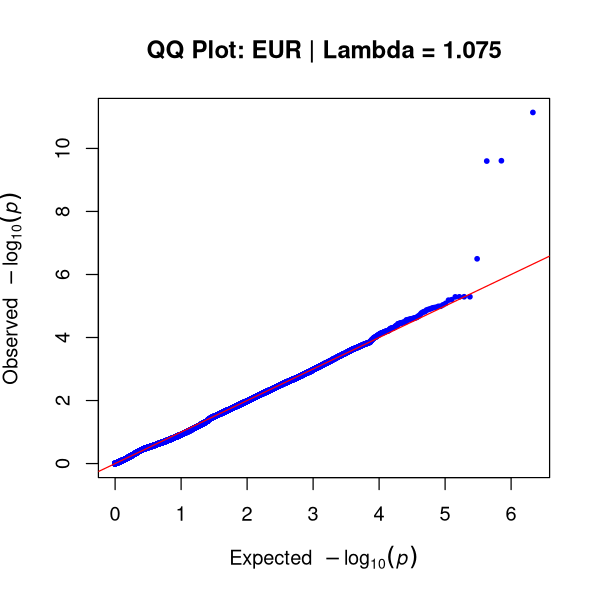 QQ Plot: EUR | Lambda = 1.075
Observed −log10(p)
10
8
6
4
2
0
0 1 2 3 4 5 6
Expected −log10(p)